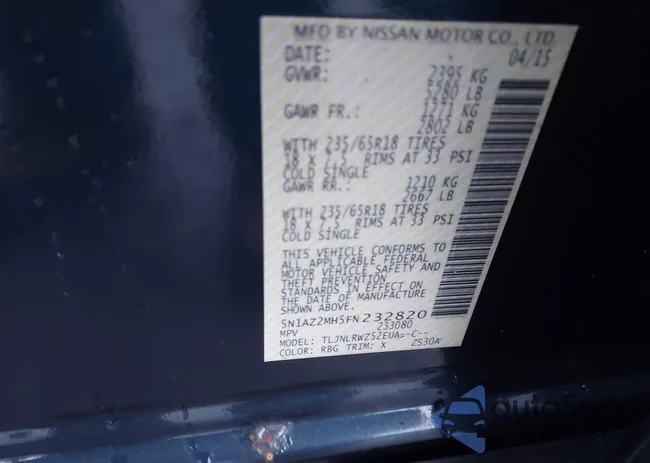 MFD BY NISSAN MOTOR CO., LTD
DATE: 04/15
GVWR: 2395 KG
5280 LB
GAWR FR.: 1271 KG
2802 LB
WITH 235/65R18 TIRES
18 X 7.5 RIMS AT 33 PSI
COLD SINGLE
GAWR RR.: 1210 KG
2667 LB
WITH 235/65R18 TIRES
18 X 7.5 RIMS AT 33 PSI
COLD SINGLE
THIS VEHICLE CONFORMS TO
ALL APPLICABLE FEDERAL
MOTOR VEHICLE SAFETY AND
THEFT PREVENTION
STANDARDS IN EFFECT ON
THE DATE OF MANUFACTURE
SHOWN ABOVE.
5N1AZ2MH5FN232820
MPV 233080
MODEL: TLJNLRWZ52EUA--C--
COLOR: RBG TRIM: X ZS30A